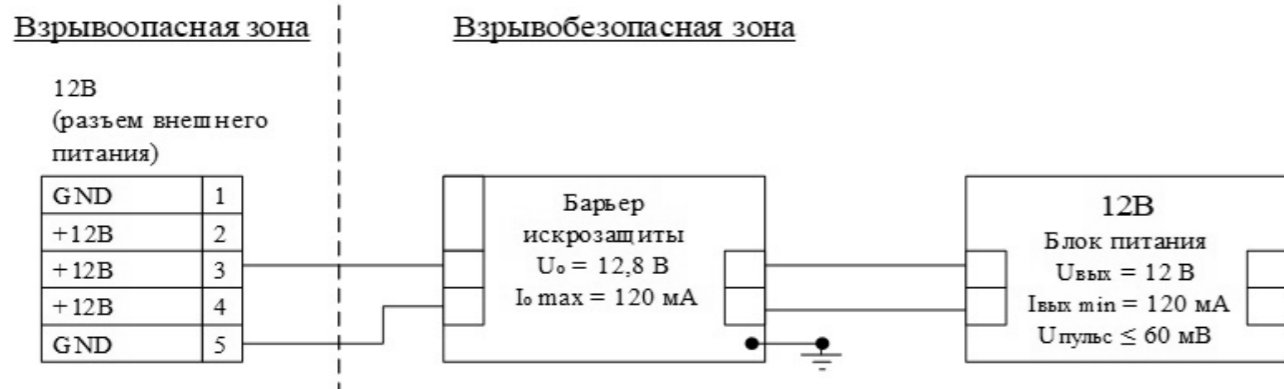 Взрывоопасная зона
Взрывобезопасная зона
12В
(разъем внешнего
питания)
GND 1
+12В 2
+12В 3
+12В 4
GND 5
Барьер
искрозащиты
U₀ = 12,8 В
I₀ max = 120 мА
12В
Блок питания
Uвых = 12 В
Iвых min = 120 мА
Uпульс ≤ 60 мВ